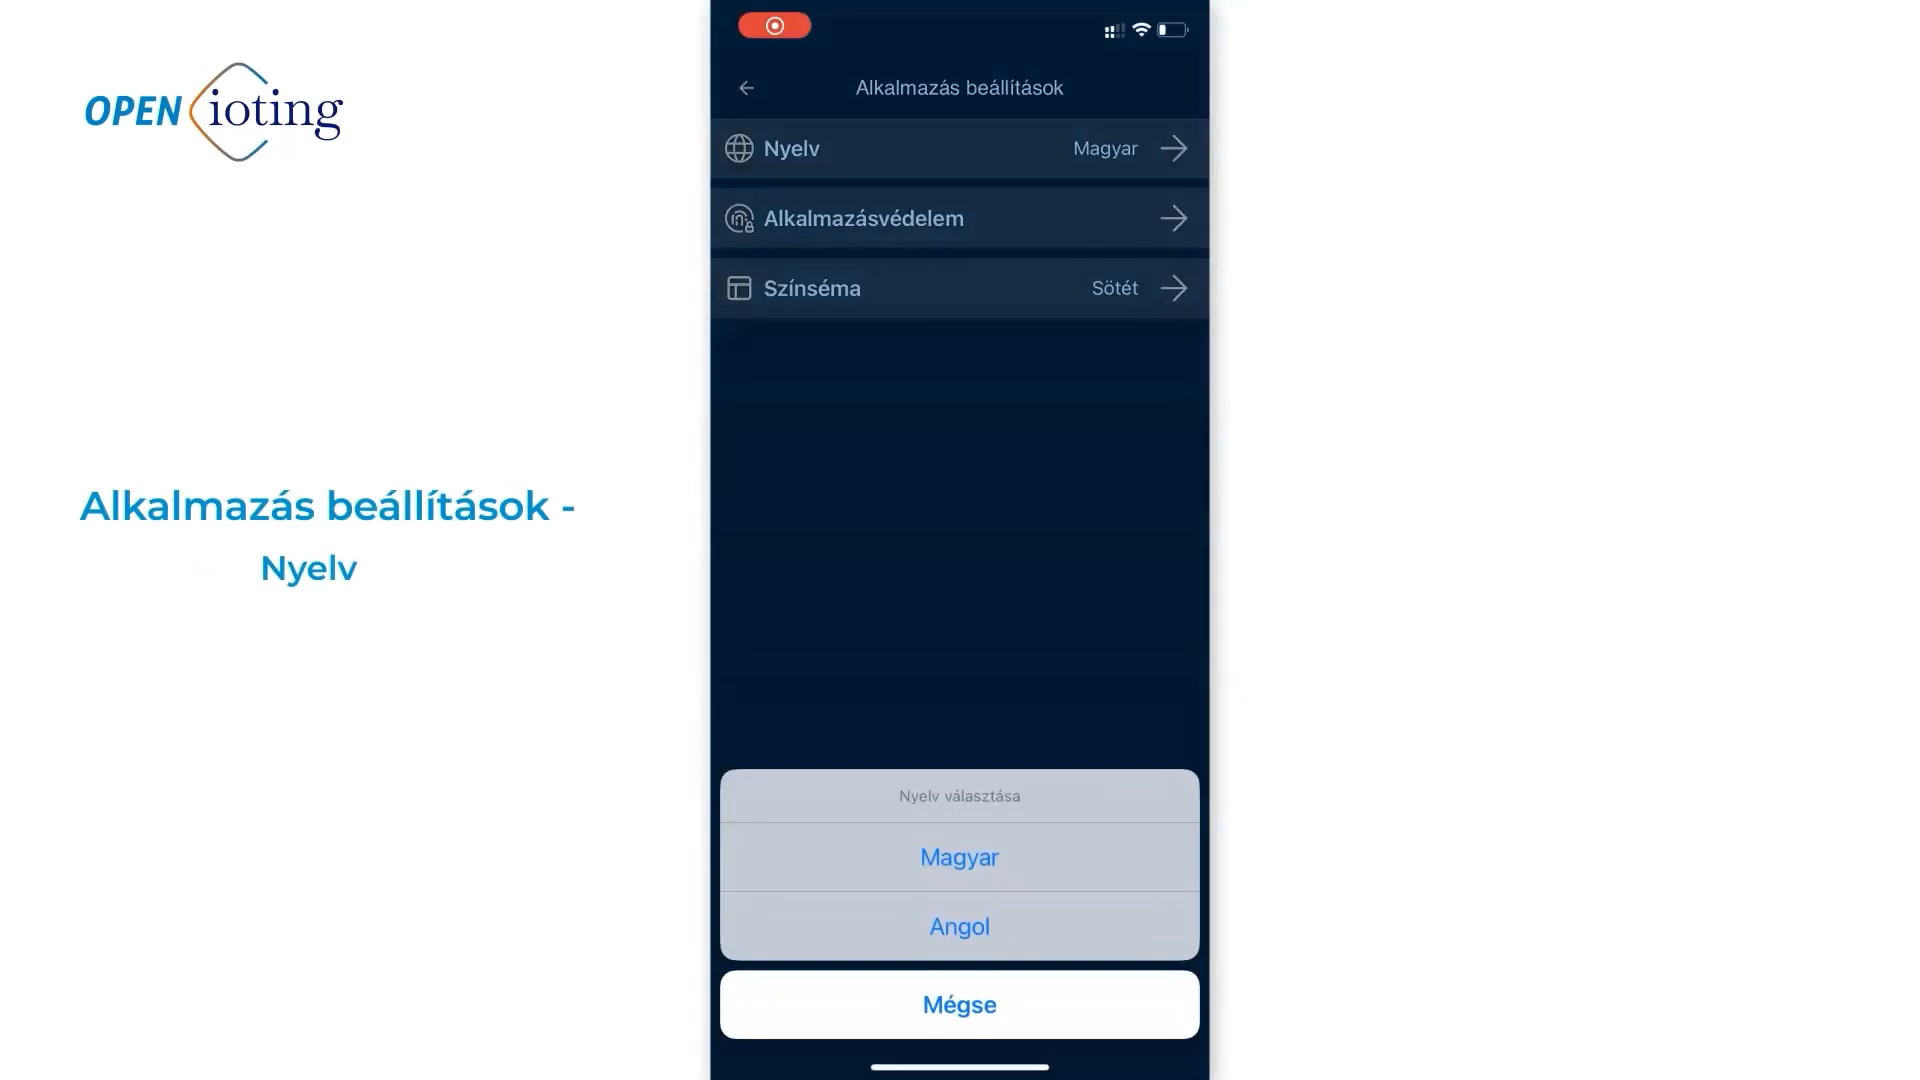 OPEN ioting
Alkalmazás beállítások -
Nyelv
Alkalmazás beállítások
Nyelv Magyar
Alkalmazásvédelem
Színséma Sötét
Nyelv választása
Magyar
Angol
Mégse